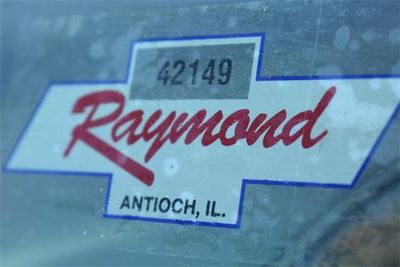 42149
Raymond
ANTIOCH, IL.